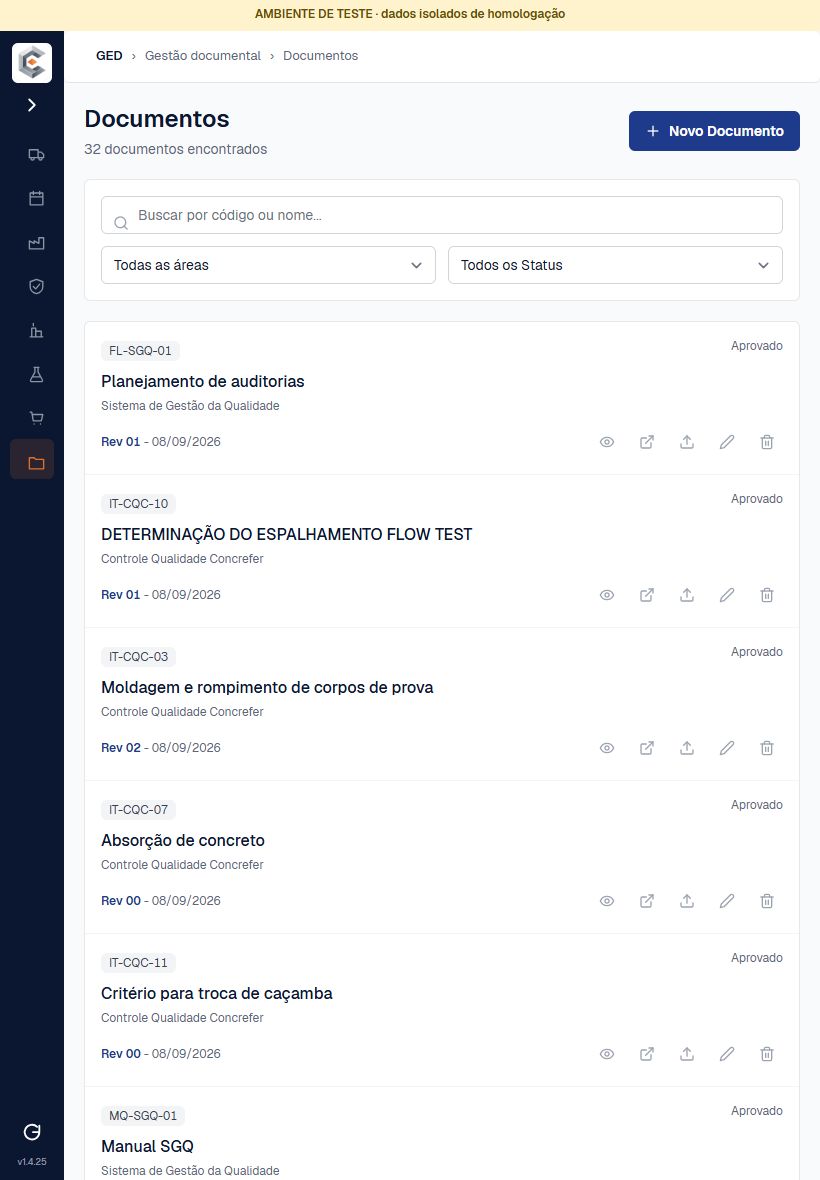 AMBIENTE DE TESTE · dados isolados de homologação
GED › Gestão documental › Documentos
Documentos
32 documentos encontrados
Novo Documento
Buscar por código ou nome...
Todas as áreas
Todos os Status
FL-SGQ-01
Aprovado
Planejamento de auditorias
Sistema de Gestão da Qualidade
Rev 01 - 08/09/2026
IT-CQC-10
Aprovado
DETERMINAÇÃO DO ESPALHAMENTO FLOW TEST
Controle Qualidade Concrefer
Rev 01 - 08/09/2026
IT-CQC-03
Aprovado
Moldagem e rompimento de corpos de prova
Controle Qualidade Concrefer
Rev 02 - 08/09/2026
IT-CQC-07
Aprovado
Absorção de concreto
Controle Qualidade Concrefer
Rev 00 - 08/09/2026
IT-CQC-11
Aprovado
Critério para troca de caçamba
Controle Qualidade Concrefer
Rev 00 - 08/09/2026
MQ-SGQ-01
Aprovado
Manual SGQ
Sistema de Gestão da Qualidade
v1.4.25